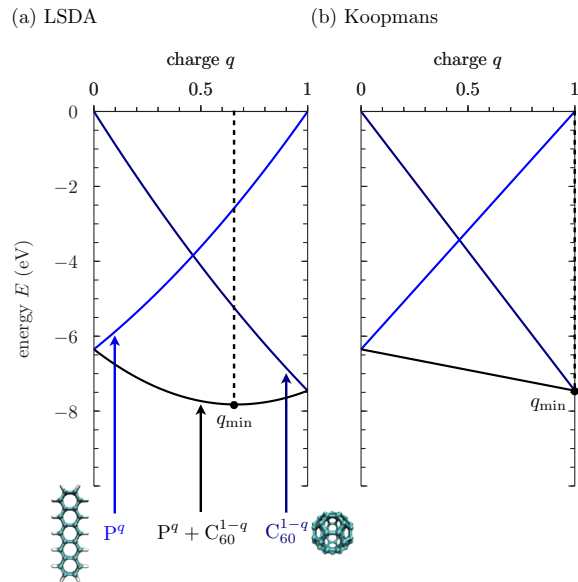 (a) LSDA
(b) Koopmans
charge q
charge q
0 0.5 1
0 0.5 1
0
−2
−4
−6
−8
energy E (eV)
q_min
q_min
P^q
P^q + C_60^{1−q}
C_60^{1−q}